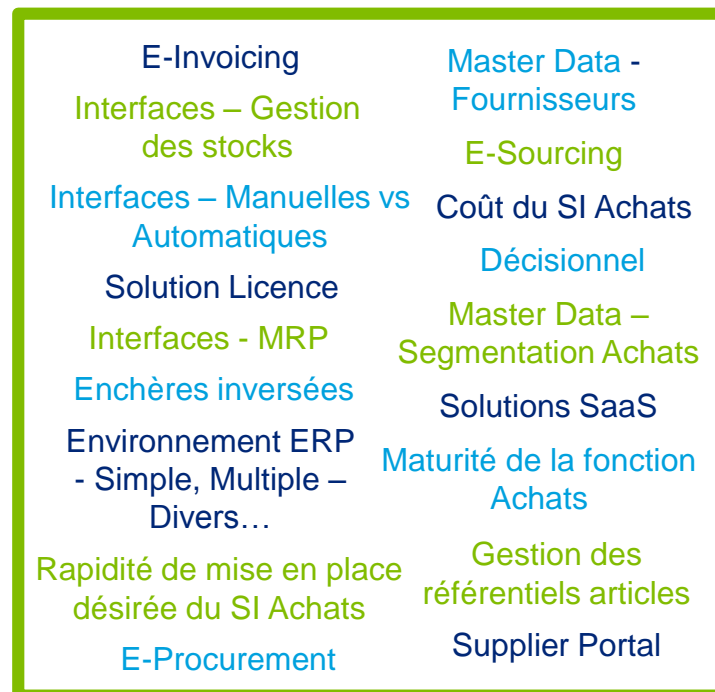 E-Invoicing
Interfaces – Gestion
des stocks
Interfaces – Manuelles vs
Automatiques
Solution Licence
Interfaces - MRP
Enchères inversées
Environnement ERP
- Simple, Multiple –
Divers…
Rapidité de mise en place
désirée du SI Achats
E-Procurement
Master Data -
Fournisseurs
E-Sourcing
Coût du SI Achats
Décisionnel
Master Data –
Segmentation Achats
Solutions SaaS
Maturité de la fonction
Achats
Gestion des
référentiels articles
Supplier Portal